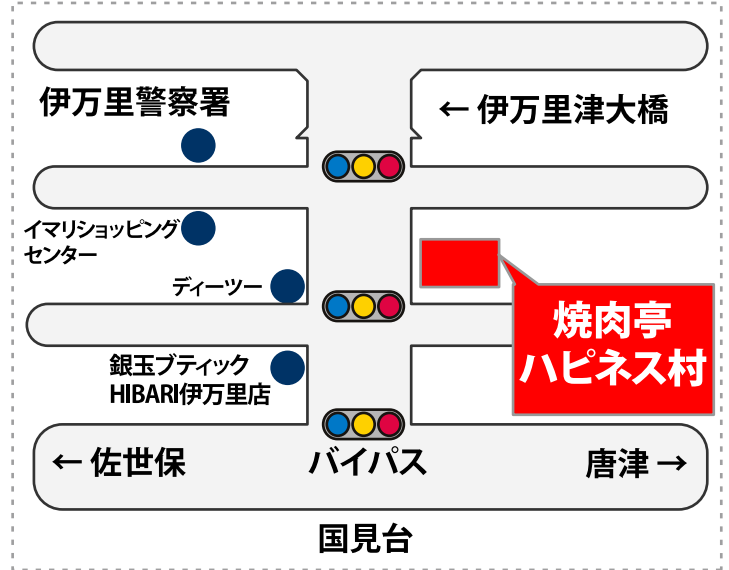 伊万里警察署
← 伊万里津大橋
イマリショッピング
センター
ディーツー
焼肉亭
ハピネス村
銀玉ブティック
HIBARI伊万里店
← 佐世保
バイパス
唐津 →
国見台